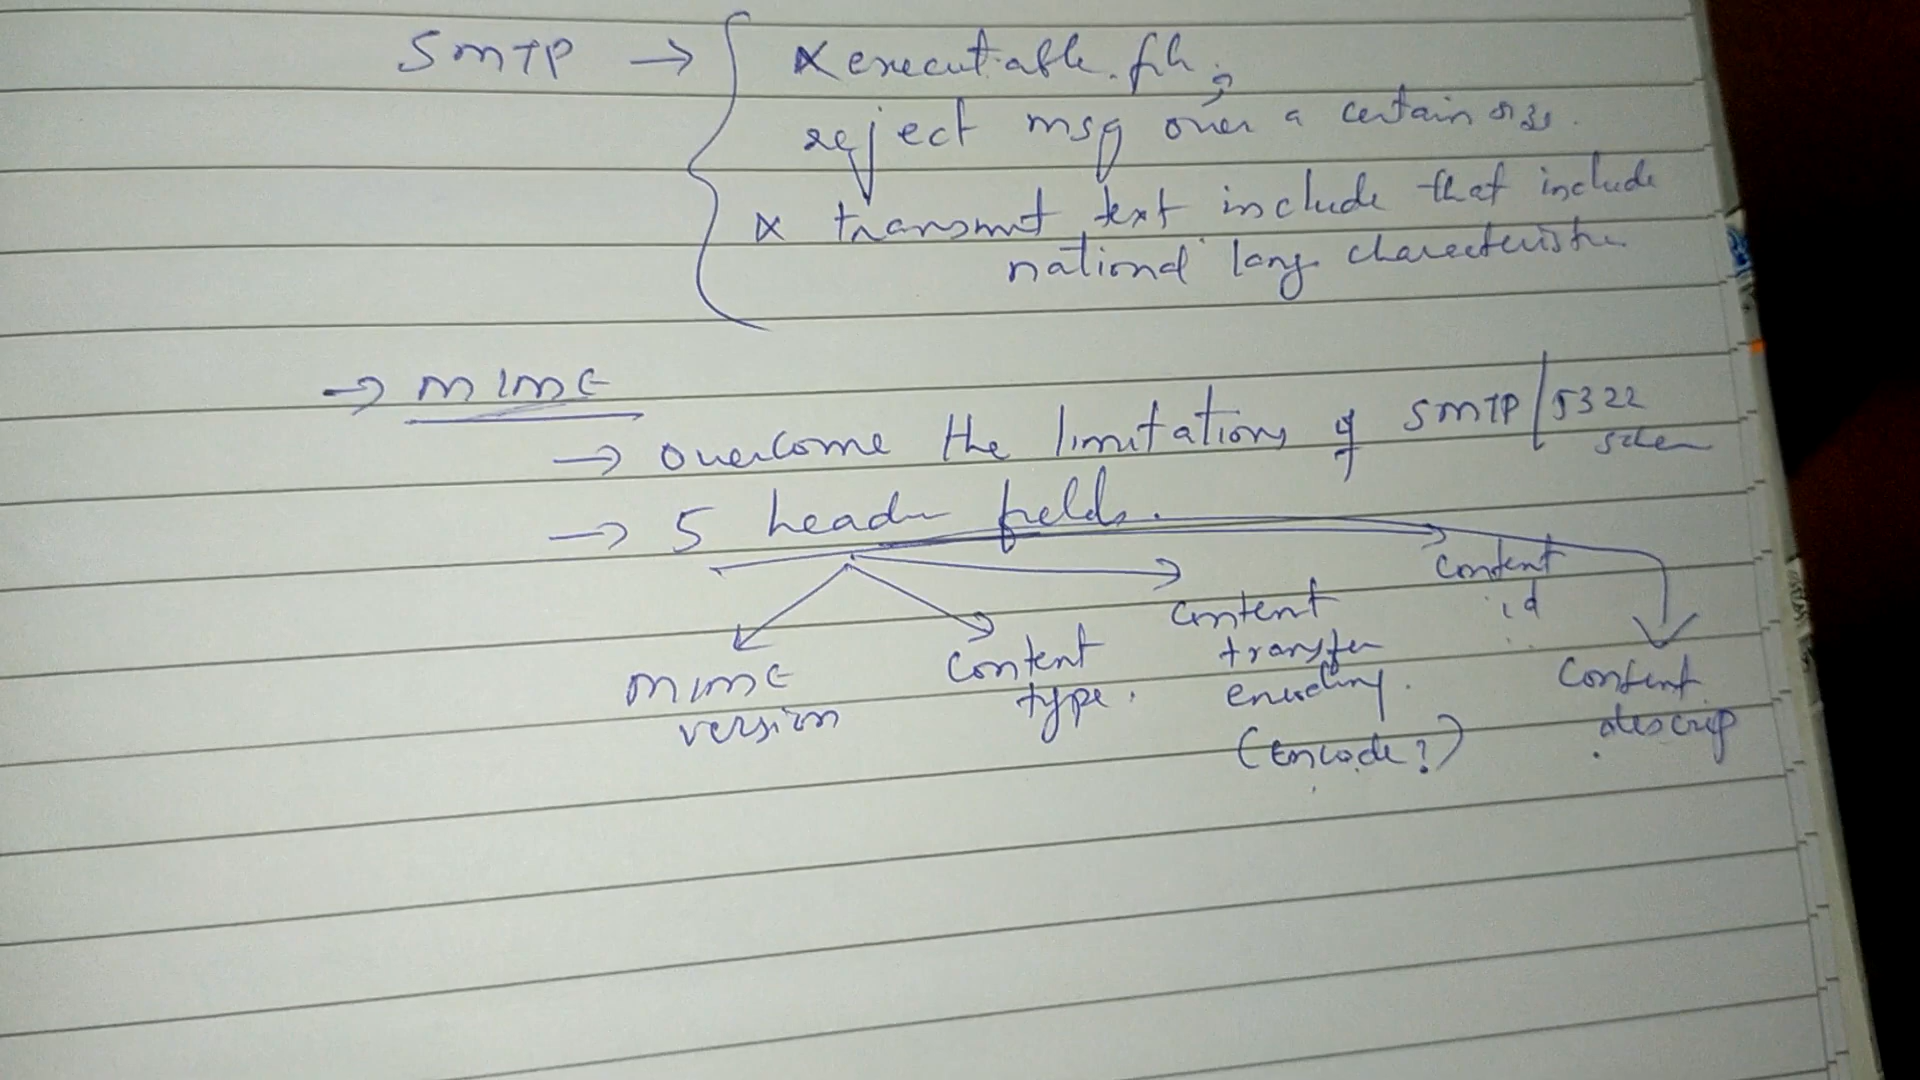 SMTP → { x executable file,
reject msg over a certain size.
x transmit text include that include
national lang. charecteristic
→ MIME
→ overcome the limitations of SMTP | 5322
→ 5 header fields.
MIME
version
content
type.
content
transfer
encoding.
(Encode?)
content
id
content
descrip